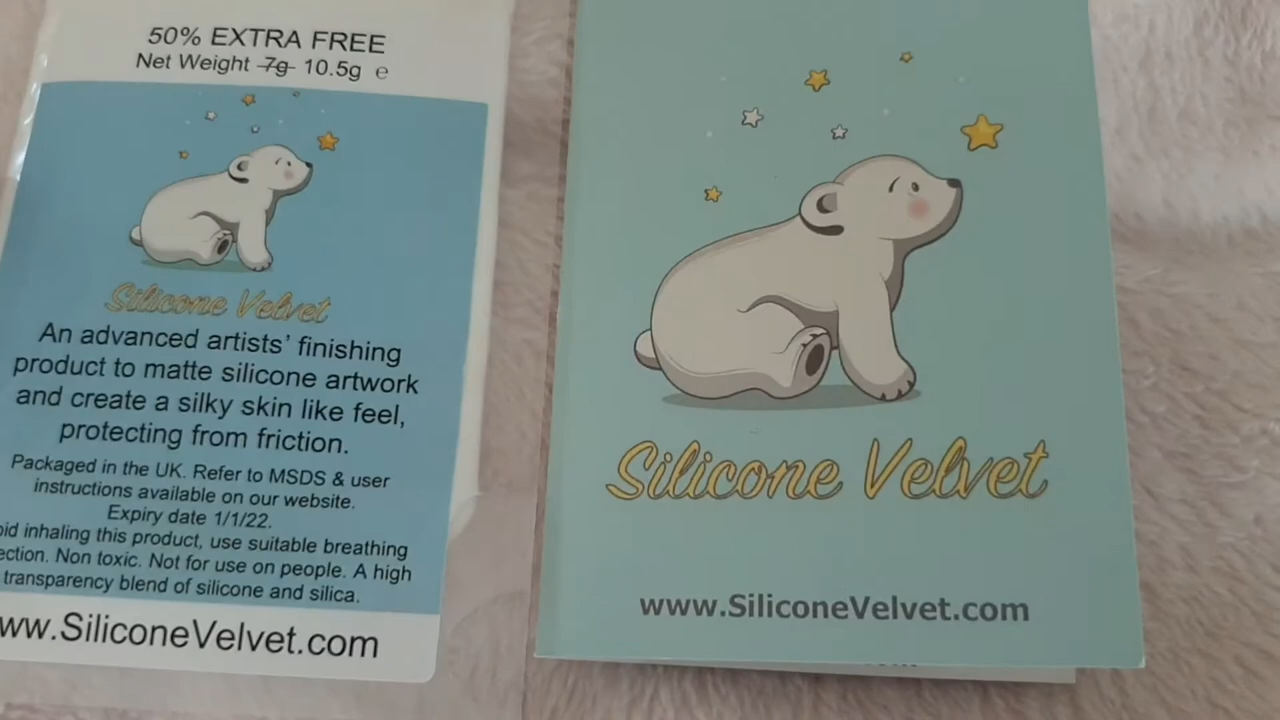 50% EXTRA FREE
Net Weight 7g 10.5g e
Silicone Velvet
An advanced artists' finishing
product to matte silicone artwork
and create a silky skin like feel,
protecting from friction.
Packaged in the UK. Refer to MSDS & user
instructions available on our website.
Expiry date 1/1/22.
inhaling this product, use suitable breathing
Non toxic. Not for use on people. A high
transparency blend of silicone and silica.
ww.SiliconeVelvet.com
Silicone Velvet
www.SiliconeVelvet.com